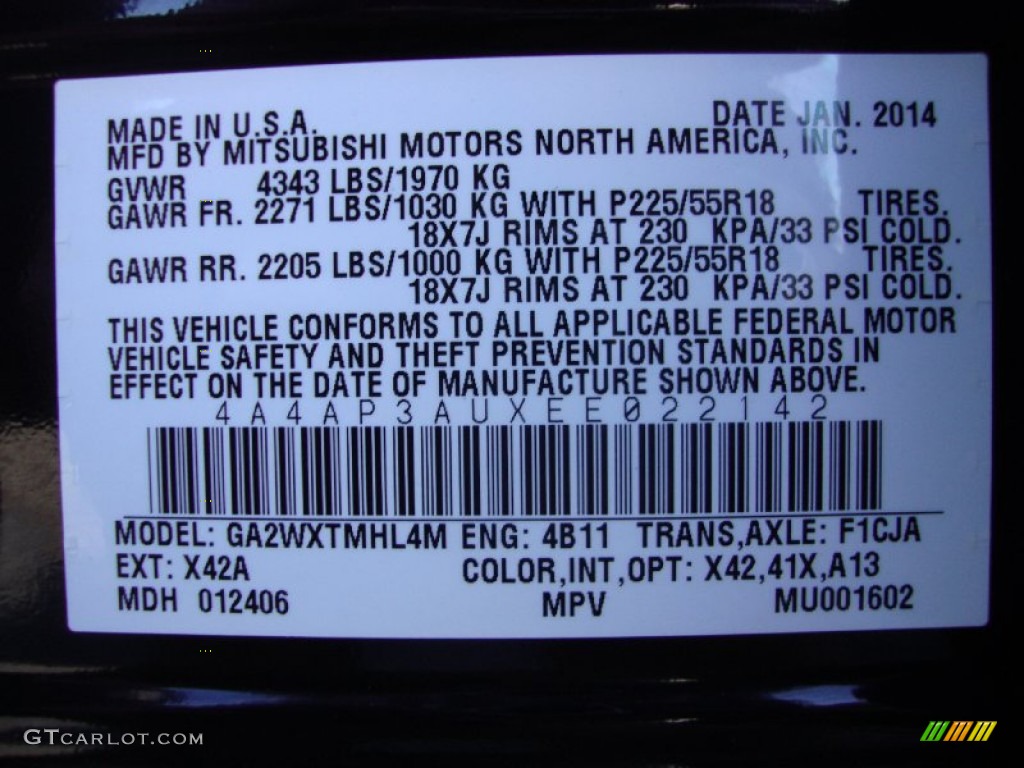 MADE IN U.S.A. DATE JAN. 2014
MFD BY MITSUBISHI MOTORS NORTH AMERICA, INC.
GVWR 4343 LBS/1970 KG
GAWR FR. 2271 LBS/1030 KG WITH P225/55R18 TIRES.
18X7J RIMS AT 230 KPA/33 PSI COLD.
GAWR RR. 2205 LBS/1000 KG WITH P225/55R18 TIRES.
18X7J RIMS AT 230 KPA/33 PSI COLD.
THIS VEHICLE CONFORMS TO ALL APPLICABLE FEDERAL MOTOR
VEHICLE SAFETY AND THEFT PREVENTION STANDARDS IN
EFFECT ON THE DATE OF MANUFACTURE SHOWN ABOVE.
4A4AP3AUXEE022142
MODEL: GA2WXTMHL4M ENG: 4B11 TRANS,AXLE: F1CJA
EXT: X42A COLOR,INT,OPT: X42,41X,A13
MDH 012406 MPV MU001602
GTCARLOT.COM